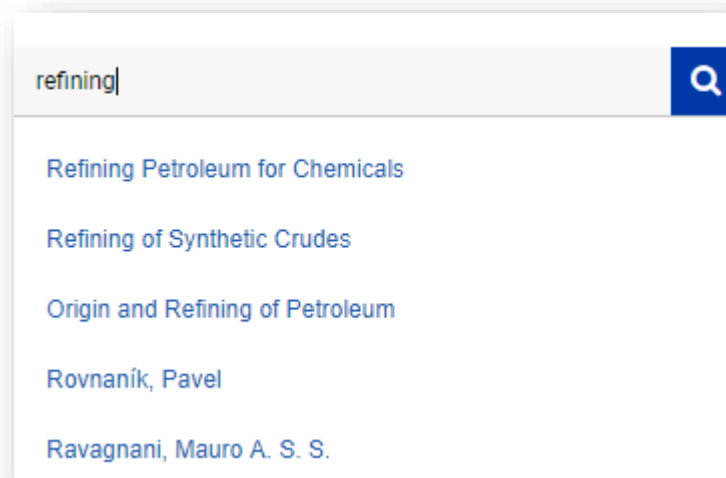 refining
Refining Petroleum for Chemicals
Refining of Synthetic Crudes
Origin and Refining of Petroleum
Rovnaník, Pavel
Ravagnani, Mauro A. S. S.